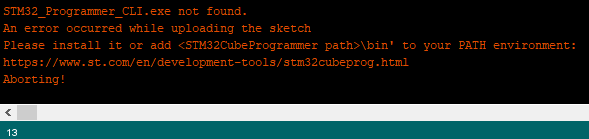 STM32_Programmer_CLI.exe not found.
An error occurred while uploading the sketch
Please install it or add <STM32CubeProgrammer path>\bin' to your PATH environment:
https://www.st.com/en/development-tools/stm32cubeprog.html
Aborting!
13